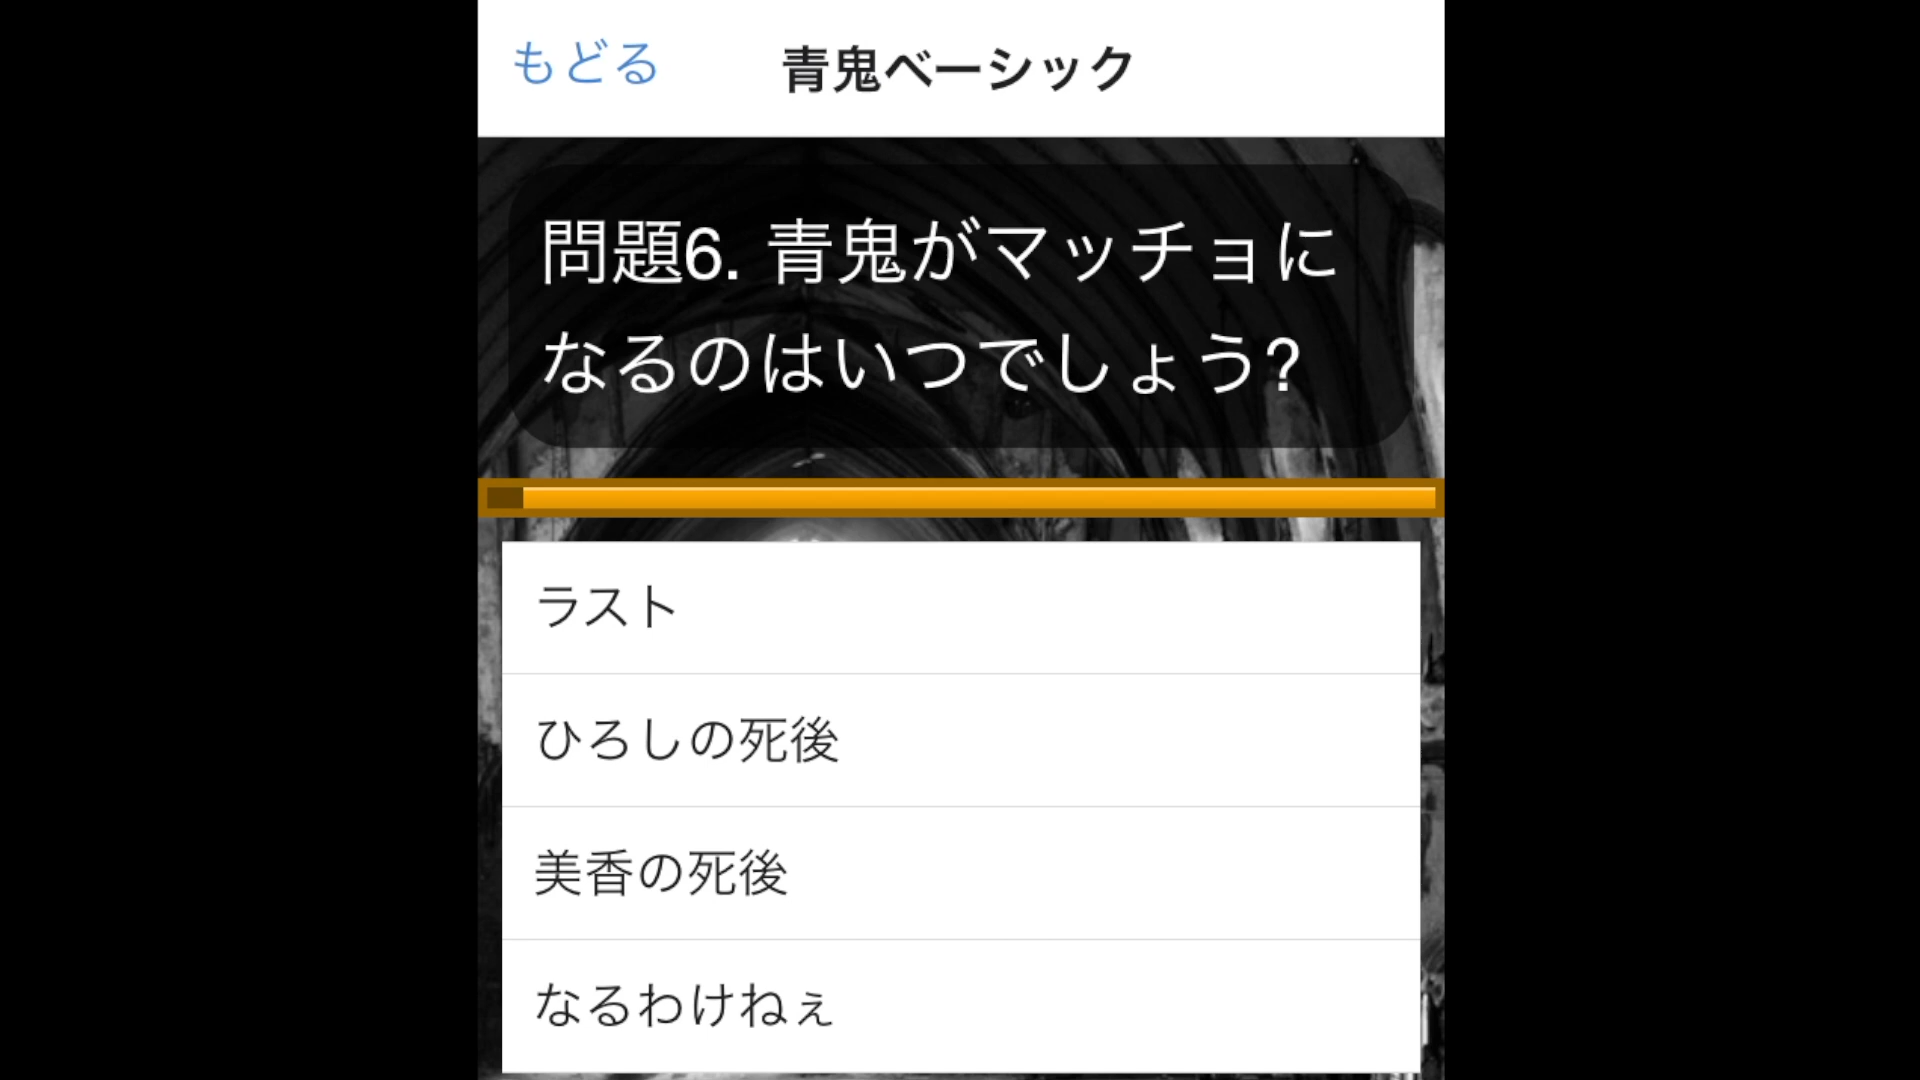 もどる
青鬼ベーシック
問題6. 青鬼がマッチョに
なるのはいつでしょう?
ラスト
ひろしの死後
美香の死後
なるわけねぇ